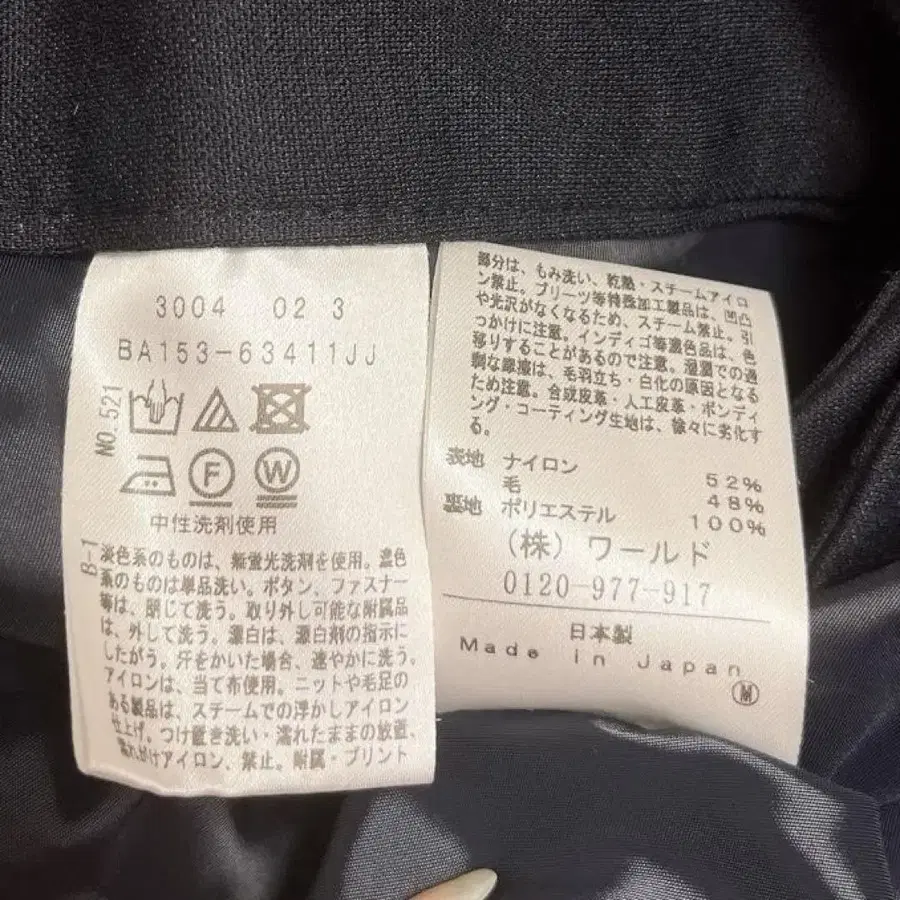 3004 02 3
BA153-63411JJ
NO.521
F
W
中性洗剤使用
B-1
淡色系のものは、無蛍光洗剤を使用。濃色
系のものは単品洗い。ボタン、ファスナー
等は、閉じて洗う。取り外し可能な附属品
は、外して洗う。漂白は、漂白剤の指示に
したがう。汗をかいた場合、速やかに洗う。
アイロンは、当て布使用。ニットや毛足の
ある製品は、スチームでの浮かしアイロン
仕上げ。つけ置き洗い・濡れたままの放置、
濡れがけアイロン、禁止。附属・プリント
部分は、もみ洗い、乾熱・スチームアイロ
ン禁止。プリーツ等特殊加工製品は、凹凸
や光沢がなくなるため、スチーム禁止。引
っかけに注意。インディゴ等濃色品は、色
移りすることがあるので注意。湿潤での過
剰な摩擦は、毛羽立ち・白化の原因となる
ため注意。合成皮革・人工皮革・ボンディ
ング・コーティング生地は、徐々に劣化す
る。
表地 ナイロン 52%
毛 48%
裏地 ポリエステル 100%
(株) ワールド
0120-977-917
日本製
Made in Japan
W